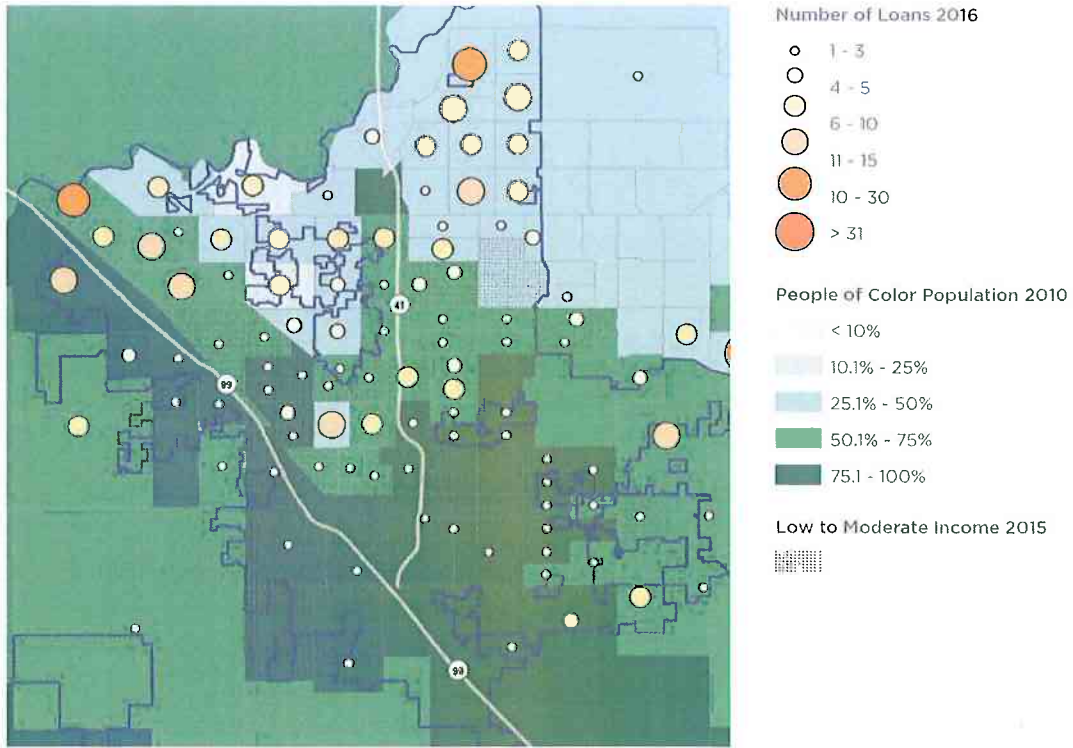 Number of Loans 2016
1 - 3
4 - 5
6 - 10
11 - 15
10 - 30
> 31
People of Color Population 2010
< 10%
10.1% - 25%
25.1% - 50%
50.1% - 75%
75.1 - 100%
Low to Moderate Income 2015
41
99
99